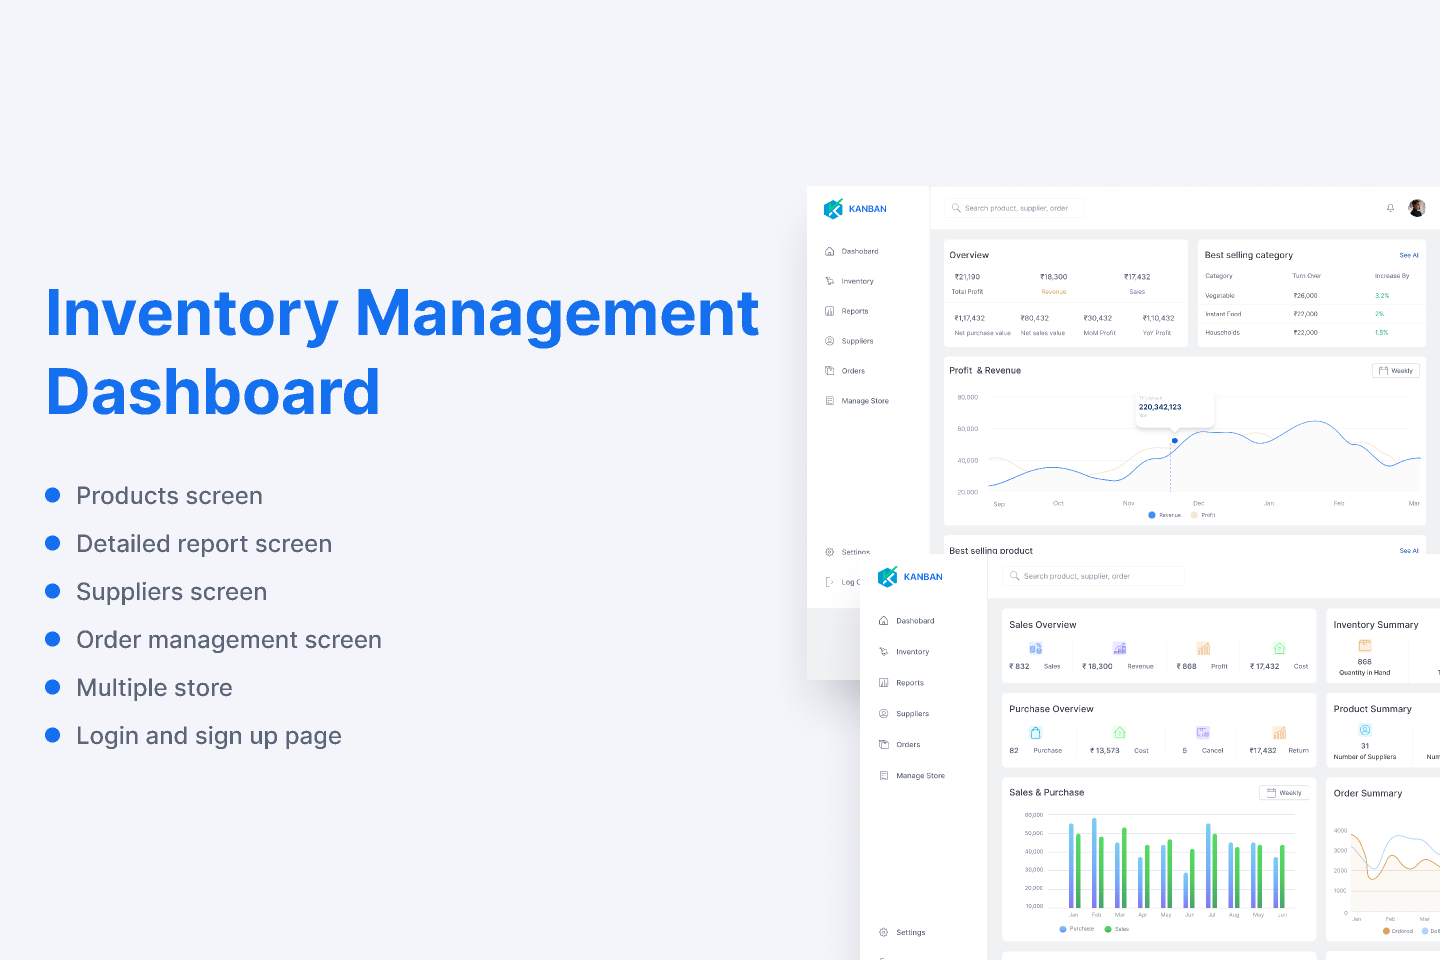 Inventory Management
Dashboard
Products screen
Detailed report screen
Suppliers screen
Order management screen
Multiple store
Login and sign up page
KANBAN
Search product, supplier, order
Dashobard
Inventory
Reports
Suppliers
Orders
Manage Store
Settings
Log
Overview
₹21,190 ₹18,300 ₹17,432
Total Profit Revenue Sales
₹1,17,432 ₹80,432 ₹30,432 ₹1,10,432
Net purchase value Net sales value MoM Profit YoY Profit
Best selling category See All
Category Turn Over Increase By
Vegetable ₹26,000 3.2%
Instant Food ₹22,000 2%
Households ₹22,000 1.5%
Profit & Revenue Weekly
80,000
60,000
40,000
20,000
220,342,123
Sep Oct Nov Dec Jan Feb Mar
Revenue Profit
Best selling product See All
KANBAN
Search product, supplier, order
Dashobard
Inventory
Reports
Suppliers
Orders
Manage Store
Settings
Sales Overview
₹ 832 Sales ₹ 18,300 Revenue ₹ 868 Profit ₹ 17,432 Cost
Inventory Summary
868
Quantity in Hand
Purchase Overview
82 Purchase ₹ 13,573 Cost 5 Cancel ₹17,432 Return
Product Summary
31
Number of Suppliers
Sales & Purchase Weekly
60,000
50,000
40,000
30,000
20,000
10,000
Jan Feb Mar Apr May Jun Jul Aug May Jun
Purchase Sales
Order Summary
4000
3000
2000
1000
0
Jan Feb Mar
Ordered